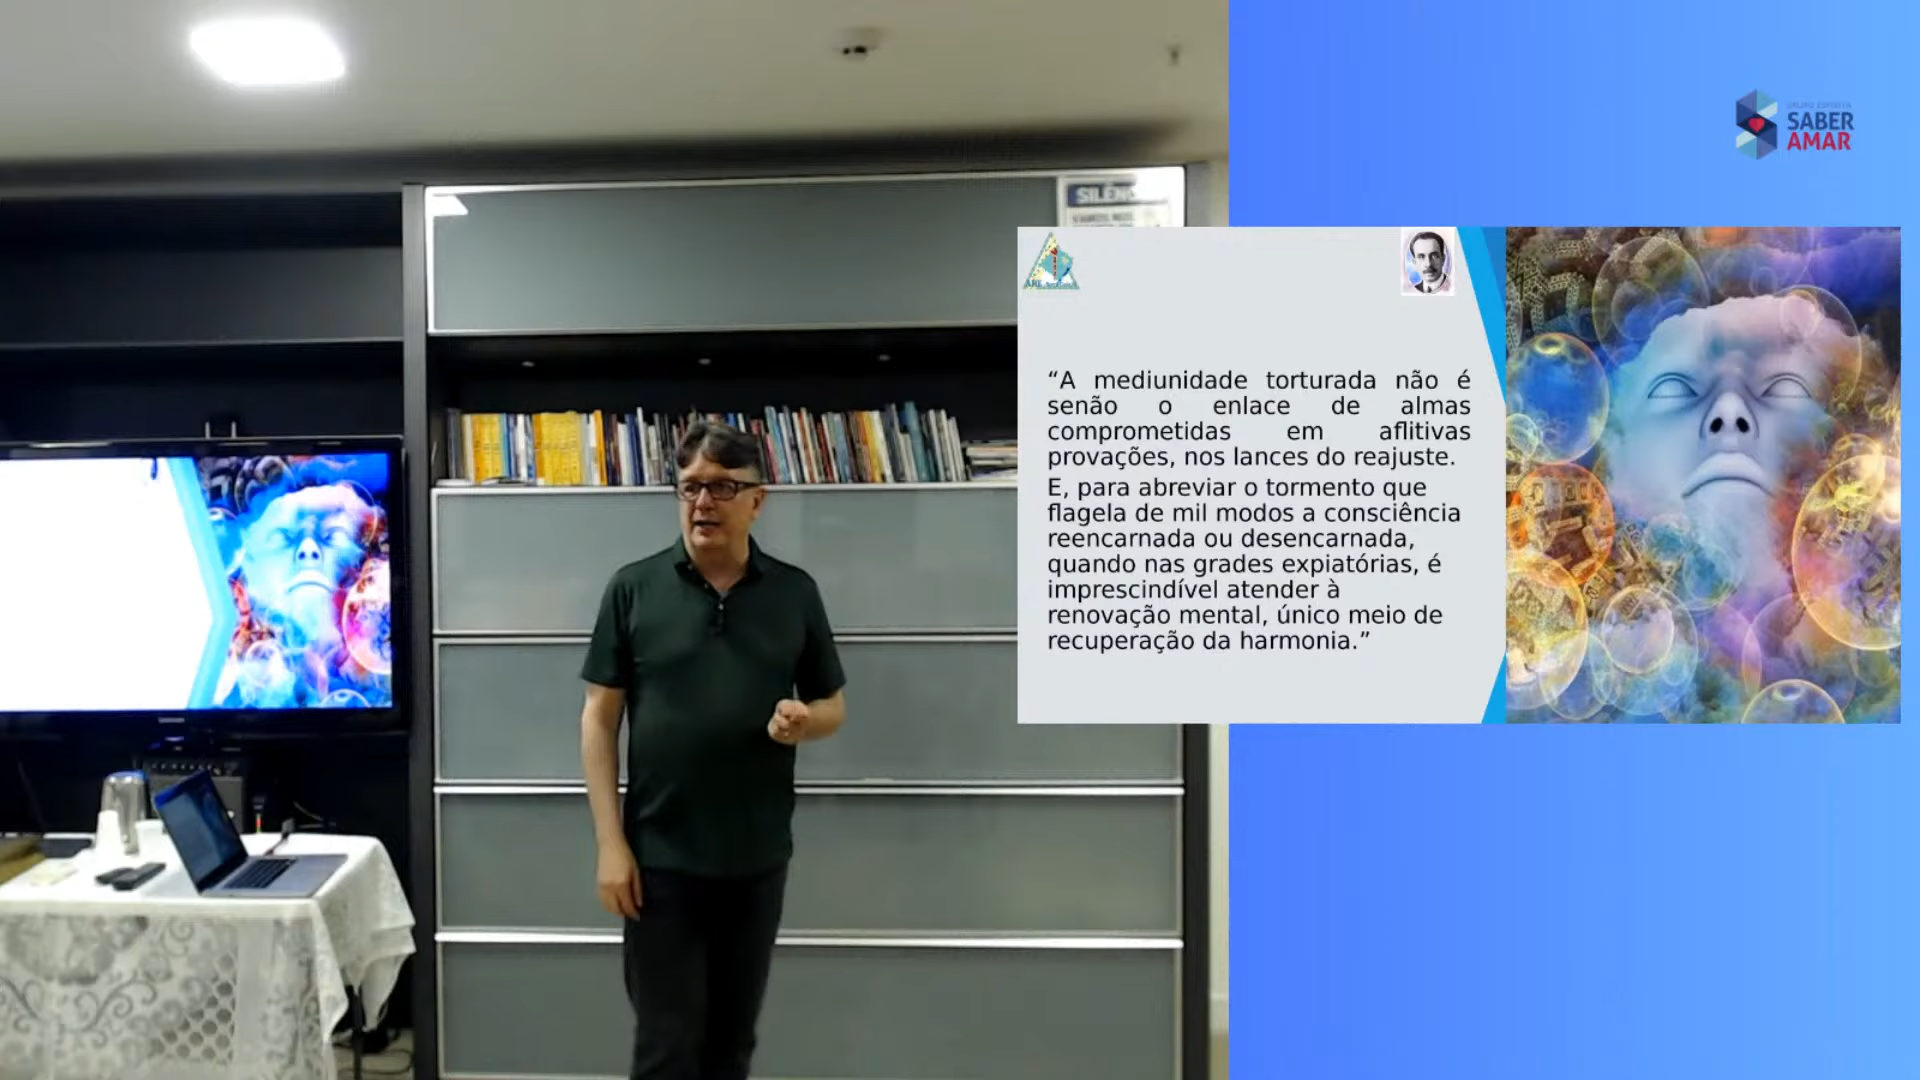 GRUPO ESPÍRITA
SABER
AMAR
“A mediunidade torturada não é
senão o enlace de almas
comprometidas em aflitivas
provações, nos lances do reajuste.
E, para abreviar o tormento que
flagela de mil modos a consciência
reencarnada ou desencarnada,
quando nas grades expiatórias, é
imprescindível atender à
renovação mental, único meio de
recuperação da harmonia.”